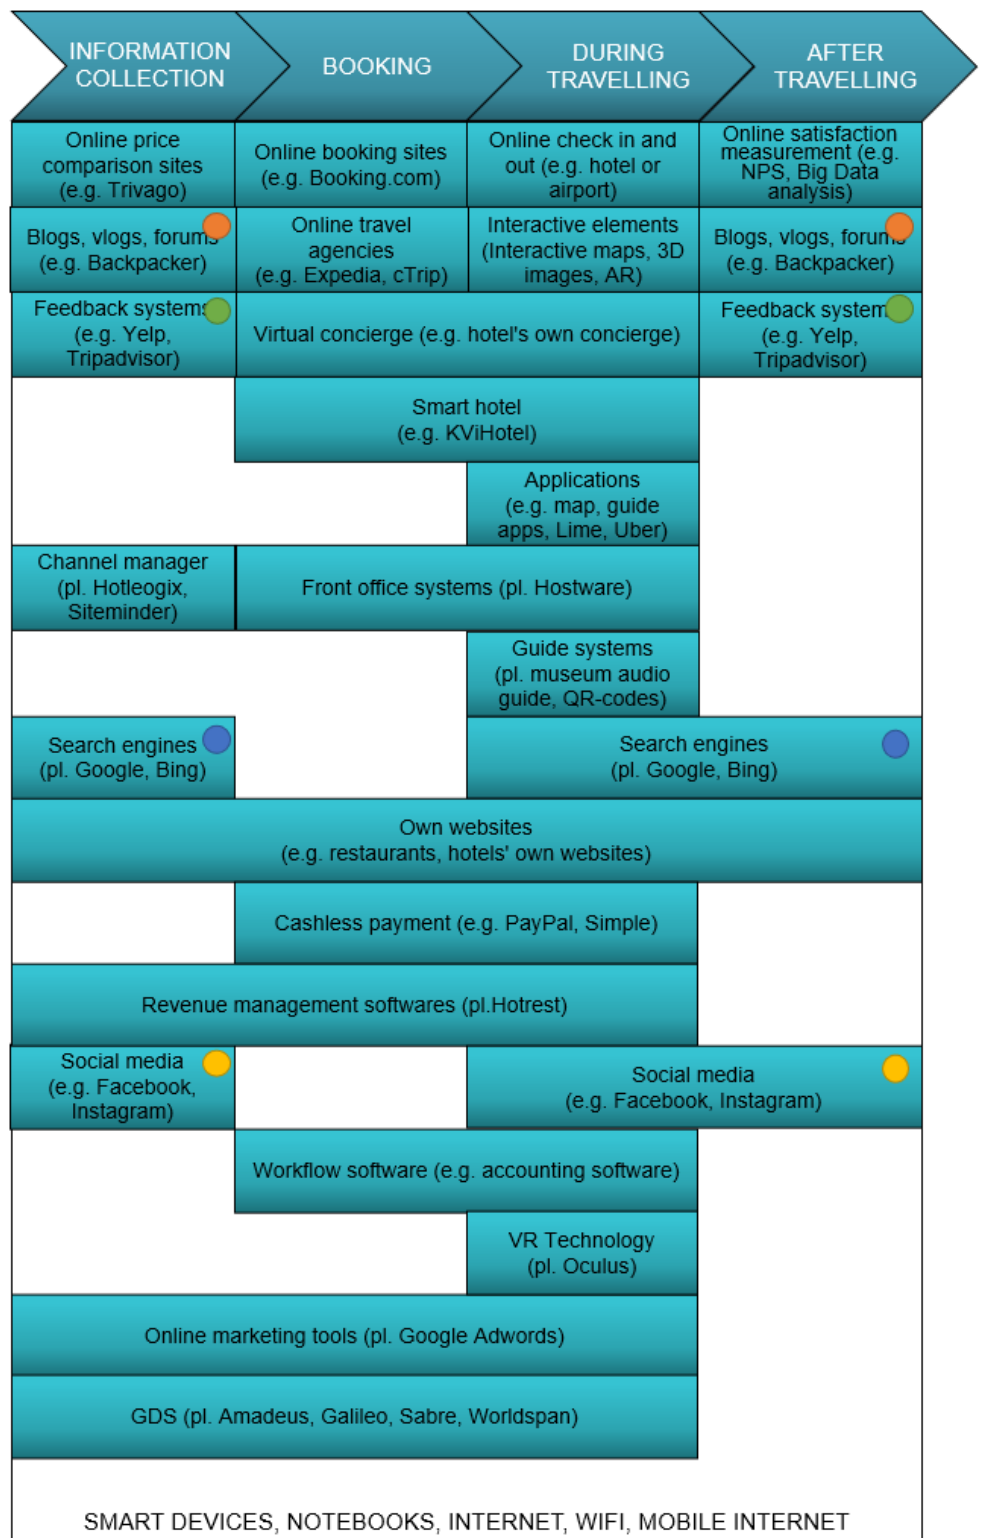 INFORMATION
COLLECTION
BOOKING
DURING
TRAVELLING
AFTER
TRAVELLING
Online price
comparison sites
(e.g. Trivago)
Online booking sites
(e.g. Booking.com)
Online check in and
out (e.g. hotel or
airport)
Online satisfaction
measurement (e.g.
NPS, Big Data
analysis)
Blogs, vlogs, forums
(e.g. Backpacker)
Online travel
agencies
(e.g. Expedia, cTrip)
Interactive elements
(Interactive maps, 3D
images, AR)
Blogs, vlogs, forums
(e.g. Backpacker)
Feedback systems
(e.g. Yelp,
Tripadvisor)
Virtual concierge (e.g. hotel's own concierge)
Feedback system
(e.g. Yelp,
Tripadvisor)
Smart hotel
(e.g. KViHotel)
Applications
(e.g. map, guide
apps, Lime, Uber)
Channel manager
(pl. Hotleogix,
Siteminder)
Front office systems (pl. Hostware)
Guide systems
(pl. museum audio
guide, QR-codes)
Search engines
(pl. Google, Bing)
Search engines
(pl. Google, Bing)
Own websites
(e.g. restaurants, hotels' own websites)
Cashless payment (e.g. PayPal, Simple)
Revenue management softwares (pl.Hotrest)
Social media
(e.g. Facebook,
Instagram)
Social media
(e.g. Facebook, Instagram)
Workflow software (e.g. accounting software)
VR Technology
(pl. Oculus)
Online marketing tools (pl. Google Adwords)
GDS (pl. Amadeus, Galileo, Sabre, Worldspan)
SMART DEVICES, NOTEBOOKS, INTERNET, WIFI, MOBILE INTERNET